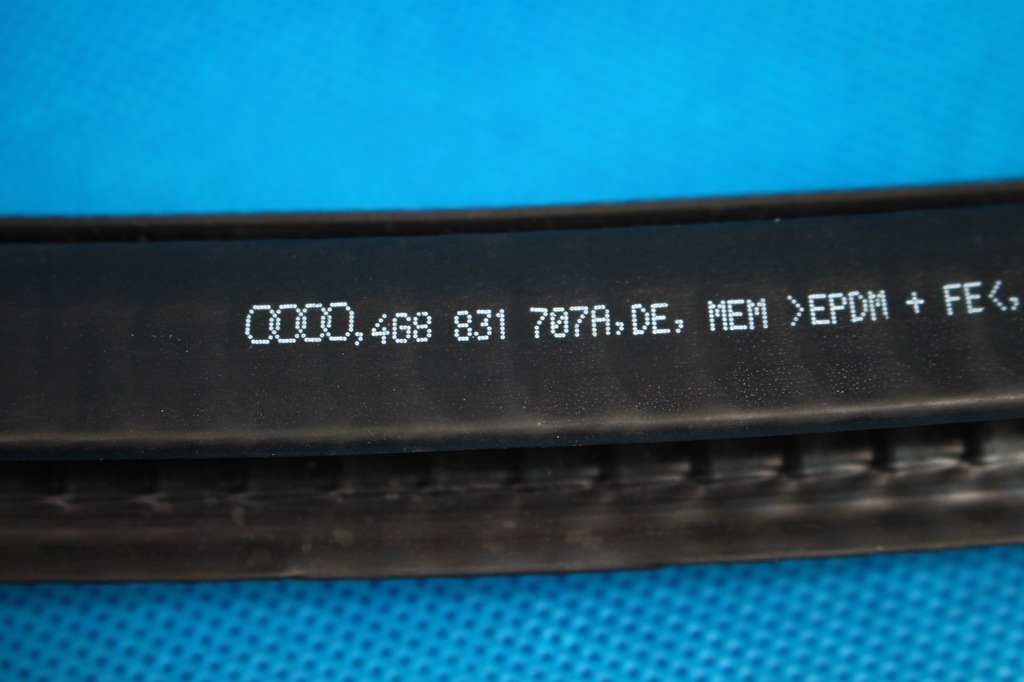 ,4G8 831 707A,DE, MEM >EPDM + FE<,